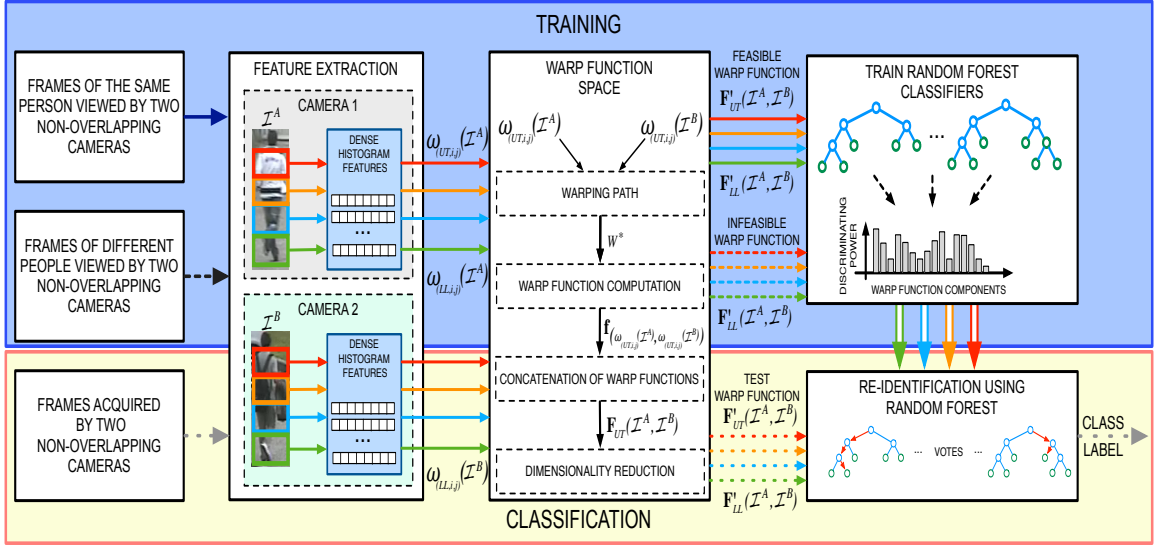 TRAINING
FRAMES OF THE SAME
PERSON VIEWED BY TWO
NON-OVERLAPPING
CAMERAS
FRAMES OF DIFFERENT
PEOPLE VIEWED BY TWO
NON-OVERLAPPING
CAMERAS
FRAMES ACQUIRED
BY TWO
NON-OVERLAPPING
CAMERAS
FEATURE EXTRACTION
CAMERA 1
I^A
DENSE
HISTOGRAM
FEATURES
...
CAMERA 2
I^B
DENSE
HISTOGRAM
FEATURES
...
ω(UT,i,j)(I^A)
ω(LL,i,j)(I^A)
ω(LL,i,j)(I^B)
WARP FUNCTION
SPACE
ω(UT,i,j)(I^A) ω(UT,i,j)(I^B)
WARPING PATH
W*
WARP FUNCTION COMPUTATION
f(ω(UT,i,j)(I^A),ω(UT,i,j)(I^B))
CONCATENATION OF WARP FUNCTIONS
F_UT(I^A,I^B)
DIMENSIONALITY REDUCTION
FEASIBLE
WARP FUNCTION
F'_UT(I^A,I^B)
F'_LL(I^A,I^B)
INFEASIBLE
WARP FUNCTION
F'_LL(I^A,I^B)
TEST
WARP FUNCTION
F'_UT(I^A,I^B)
F'_LL(I^A,I^B)
TRAIN RANDOM FOREST
CLASSIFIERS
...
DISCRIMINATING
POWER
WARP FUNCTION COMPONENTS
RE-IDENTIFICATION USING
RANDOM FOREST
... VOTES ...
CLASS
LABEL
CLASSIFICATION